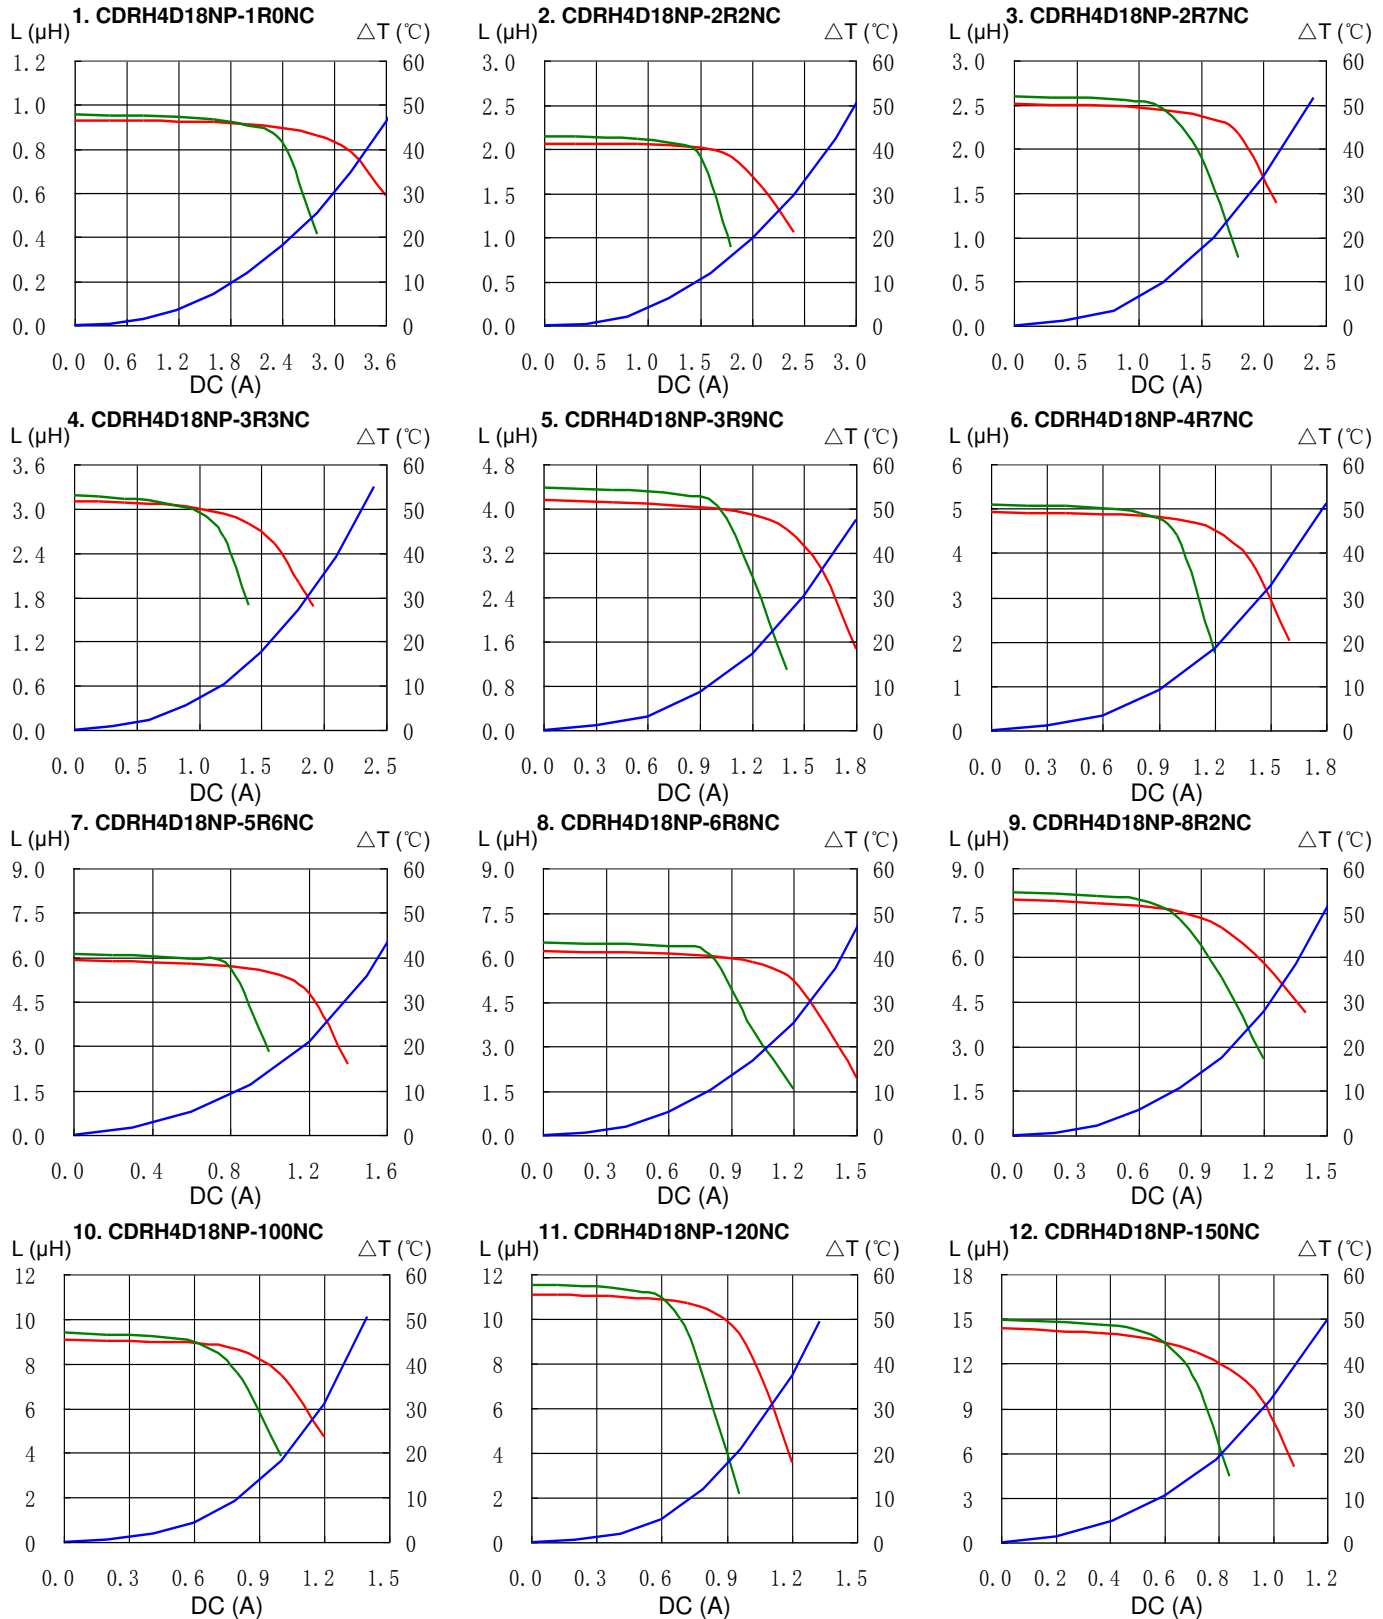 1. CDRH4D18NP-1R0NC
L (μH) △T (℃)
1.2 60
1.0 50
0.8 40
0.6 30
0.4 20
0.2 10
0.0 0
0.0 0.6 1.2 1.8 2.4 3.0 3.6
DC (A)
2. CDRH4D18NP-2R2NC
L (μH) △T (℃)
3.0 60
2.5 50
2.0 40
1.5 30
1.0 20
0.5 10
0.0 0
0.0 0.5 1.0 1.5 2.0 2.5 3.0
DC (A)
3. CDRH4D18NP-2R7NC
L (μH) △T (℃)
3.0 60
2.5 50
2.0 40
1.5 30
1.0 20
0.5 10
0.0 0
0.0 0.5 1.0 1.5 2.0 2.5
DC (A)
4. CDRH4D18NP-3R3NC
L (μH) △T (℃)
3.6 60
3.0 50
2.4 40
1.8 30
1.2 20
0.6 10
0.0 0
0.0 0.5 1.0 1.5 2.0 2.5
DC (A)
5. CDRH4D18NP-3R9NC
L (μH) △T (℃)
4.8 60
4.0 50
3.2 40
2.4 30
1.6 20
0.8 10
0.0 0
0.0 0.3 0.6 0.9 1.2 1.5 1.8
DC (A)
6. CDRH4D18NP-4R7NC
L (μH) △T (℃)
6 60
5 50
4 40
3 30
2 20
1 10
0 0
0.0 0.3 0.6 0.9 1.2 1.5 1.8
DC (A)
7. CDRH4D18NP-5R6NC
L (μH) △T (℃)
9.0 60
7.5 50
6.0 40
4.5 30
3.0 20
1.5 10
0.0 0
0.0 0.4 0.8 1.2 1.6
DC (A)
8. CDRH4D18NP-6R8NC
L (μH) △T (℃)
9.0 60
7.5 50
6.0 40
4.5 30
3.0 20
1.5 10
0.0 0
0.0 0.3 0.6 0.9 1.2 1.5
DC (A)
9. CDRH4D18NP-8R2NC
L (μH) △T (℃)
9.0 60
7.5 50
6.0 40
4.5 30
3.0 20
1.5 10
0.0 0
0.0 0.3 0.6 0.9 1.2 1.5
DC (A)
10. CDRH4D18NP-100NC
L (μH) △T (℃)
12 60
10 50
8 40
6 30
4 20
2 10
0 0
0.0 0.3 0.6 0.9 1.2 1.5
DC (A)
11. CDRH4D18NP-120NC
L (μH) △T (℃)
12 60
10 50
8 40
6 30
4 20
2 10
0 0
0.0 0.3 0.6 0.9 1.2 1.5
DC (A)
12. CDRH4D18NP-150NC
L (μH) △T (℃)
18 60
15 50
12 40
9 30
6 20
3 10
0 0
0.0 0.2 0.4 0.6 0.8 1.0 1.2
DC (A)